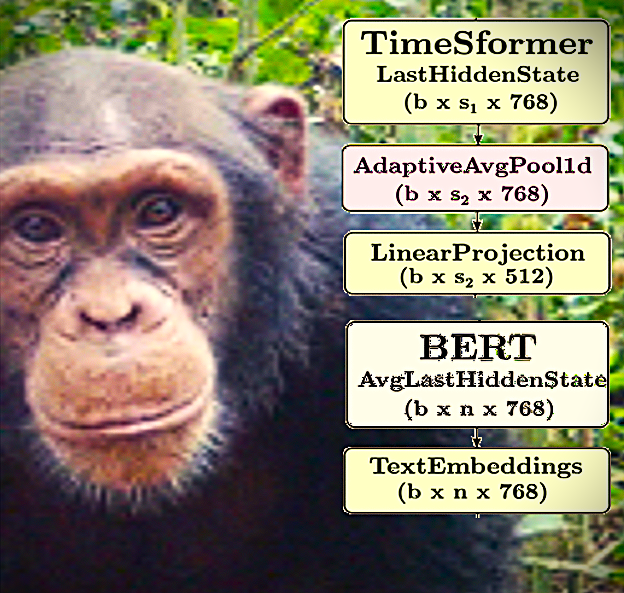 TimeSformer
LastHiddenState
(b x s₁ x 768)
AdaptiveAvgPool1d
(b x s₂ x 768)
LinearProjection
(b x s₂ x 512)
BERT
AvgLastHiddenState
(b x n x 768)
TextEmbeddings
(b x n x 768)